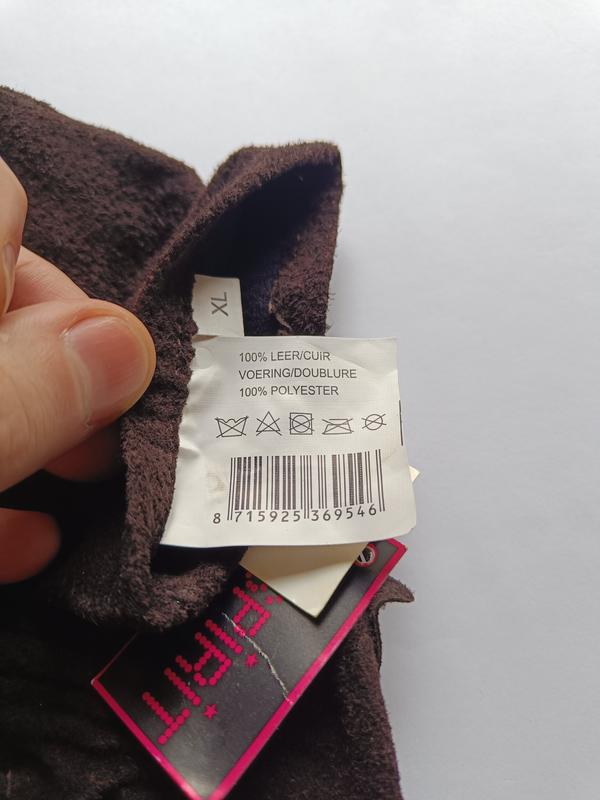 XL
100% LEER/CUIR
VOERING/DOUBLURE
100% POLYESTER
8 715925 369546